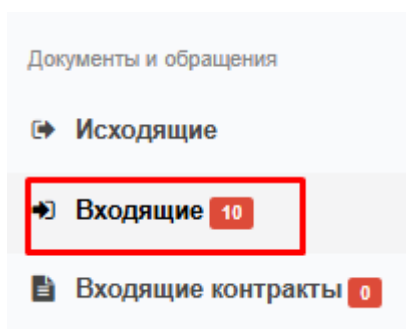 Документы и обращения
Исходящие
Входящие 10
Входящие контракты 0